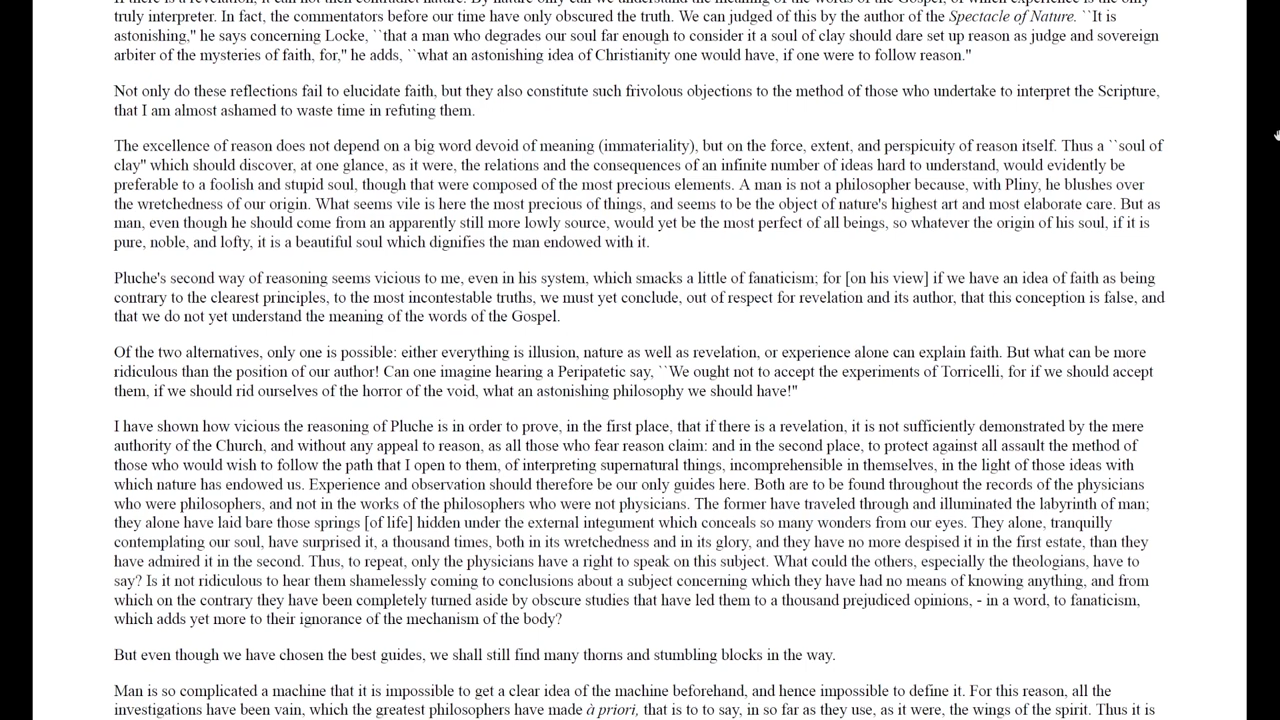 If there is a revelation, it can not then contradict nature. By nature only can we understand the meaning of the words of the Gospel, of which experience is the only
truly interpreter. In fact, the commentators before our time have only obscured the truth. We can judged of this by the author of the Spectacle of Nature. ``It is
astonishing,'' he says concerning Locke, ``that a man who degrades our soul far enough to consider it a soul of clay should dare set up reason as judge and sovereign
arbiter of the mysteries of faith, for,'' he adds, ``what an astonishing idea of Christianity one would have, if one were to follow reason.''
Not only do these reflections fail to elucidate faith, but they also constitute such frivolous objections to the method of those who undertake to interpret the Scripture,
that I am almost ashamed to waste time in refuting them.
The excellence of reason does not depend on a big word devoid of meaning (immateriality), but on the force, extent, and perspicuity of reason itself. Thus a ``soul of
clay'' which should discover, at one glance, as it were, the relations and the consequences of an infinite number of ideas hard to understand, would evidently be
preferable to a foolish and stupid soul, though that were composed of the most precious elements. A man is not a philosopher because, with Pliny, he blushes over
the wretchedness of our origin. What seems vile is here the most precious of things, and seems to be the object of nature's highest art and most elaborate care. But as
man, even though he should come from an apparently still more lowly source, would yet be the most perfect of all beings, so whatever the origin of his soul, if it is
pure, noble, and lofty, it is a beautiful soul which dignifies the man endowed with it.
Pluche's second way of reasoning seems vicious to me, even in his system, which smacks a little of fanaticism; for [on his view] if we have an idea of faith as being
contrary to the clearest principles, to the most incontestable truths, we must yet conclude, out of respect for revelation and its author, that this conception is false, and
that we do not yet understand the meaning of the words of the Gospel.
Of the two alternatives, only one is possible: either everything is illusion, nature as well as revelation, or experience alone can explain faith. But what can be more
ridiculous than the position of our author! Can one imagine hearing a Peripatetic say, ``We ought not to accept the experiments of Torricelli, for if we should accept
them, if we should rid ourselves of the horror of the void, what an astonishing philosophy we should have!''
I have shown how vicious the reasoning of Pluche is in order to prove, in the first place, that if there is a revelation, it is not sufficiently demonstrated by the mere
authority of the Church, and without any appeal to reason, as all those who fear reason claim: and in the second place, to protect against all assault the method of
those who would wish to follow the path that I open to them, of interpreting supernatural things, incomprehensible in themselves, in the light of those ideas with
which nature has endowed us. Experience and observation should therefore be our only guides here. Both are to be found throughout the records of the physicians
who were philosophers, and not in the works of the philosophers who were not physicians. The former have traveled through and illuminated the labyrinth of man;
they alone have laid bare those springs [of life] hidden under the external integument which conceals so many wonders from our eyes. They alone, tranquilly
contemplating our soul, have surprised it, a thousand times, both in its wretchedness and in its glory, and they have no more despised it in the first estate, than they
have admired it in the second. Thus, to repeat, only the physicians have a right to speak on this subject. What could the others, especially the theologians, have to
say? Is it not ridiculous to hear them shamelessly coming to conclusions about a subject concerning which they have had no means of knowing anything, and from
which on the contrary they have been completely turned aside by obscure studies that have led them to a thousand prejudiced opinions, - in a word, to fanaticism,
which adds yet more to their ignorance of the mechanism of the body?
But even though we have chosen the best guides, we shall still find many thorns and stumbling blocks in the way.
Man is so complicated a machine that it is impossible to get a clear idea of the machine beforehand, and hence impossible to define it. For this reason, all the
investigations have been vain, which the greatest philosophers have made à priori, that is to to say, in so far as they use, as it were, the wings of the spirit. Thus it is